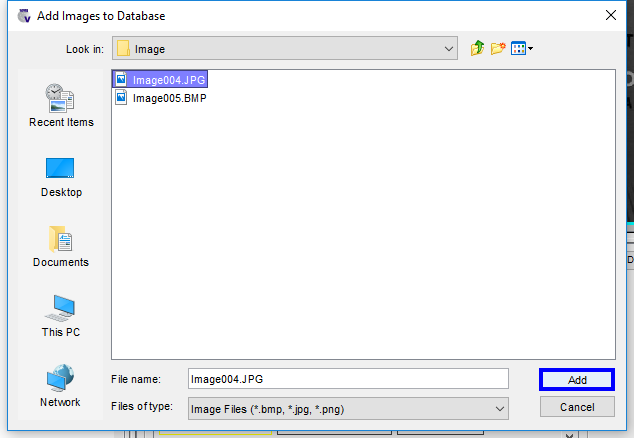 Add Images to Database
Look in: Image
Image004.JPG
Image005.BMP
Recent Items
Desktop
Documents
This PC
Network
File name: Image004.JPG
Add
Files of type: Image Files (*.bmp, *.jpg, *.png)
Cancel